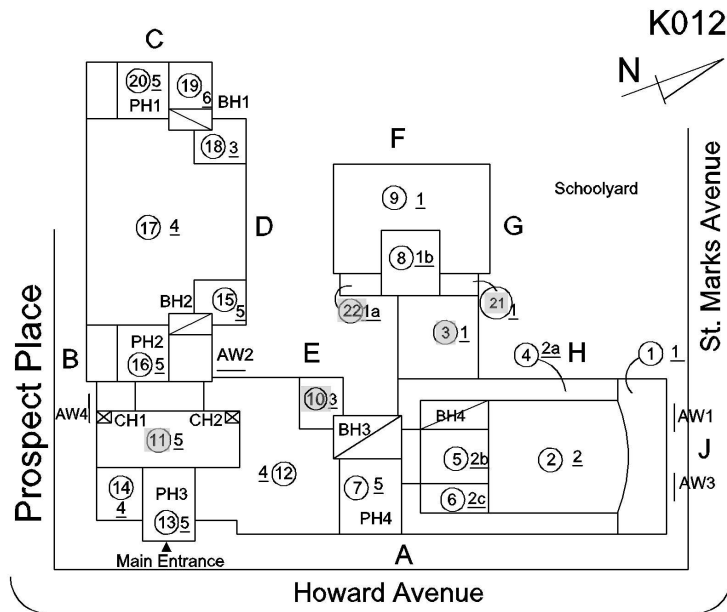 K012
N
C
20 5
PH1
19
6
BH1
18 3
F
Schoolyard
St. Marks Avenue
9 1
17 4
D
G
8 1b
15
5
BH2
22 1a
21
1
3 1
B
PH2
16 5
AW2
E
4 2a
H
1 1
10 3
AW4
CH1
CH2
11 5
BH3
BH4
AW1
J
Prospect Place
5 2b
2 2
14
4
PH3
4 12
7 5
6 2c
AW3
13 5
PH4
Main Entrance
A
Howard Avenue